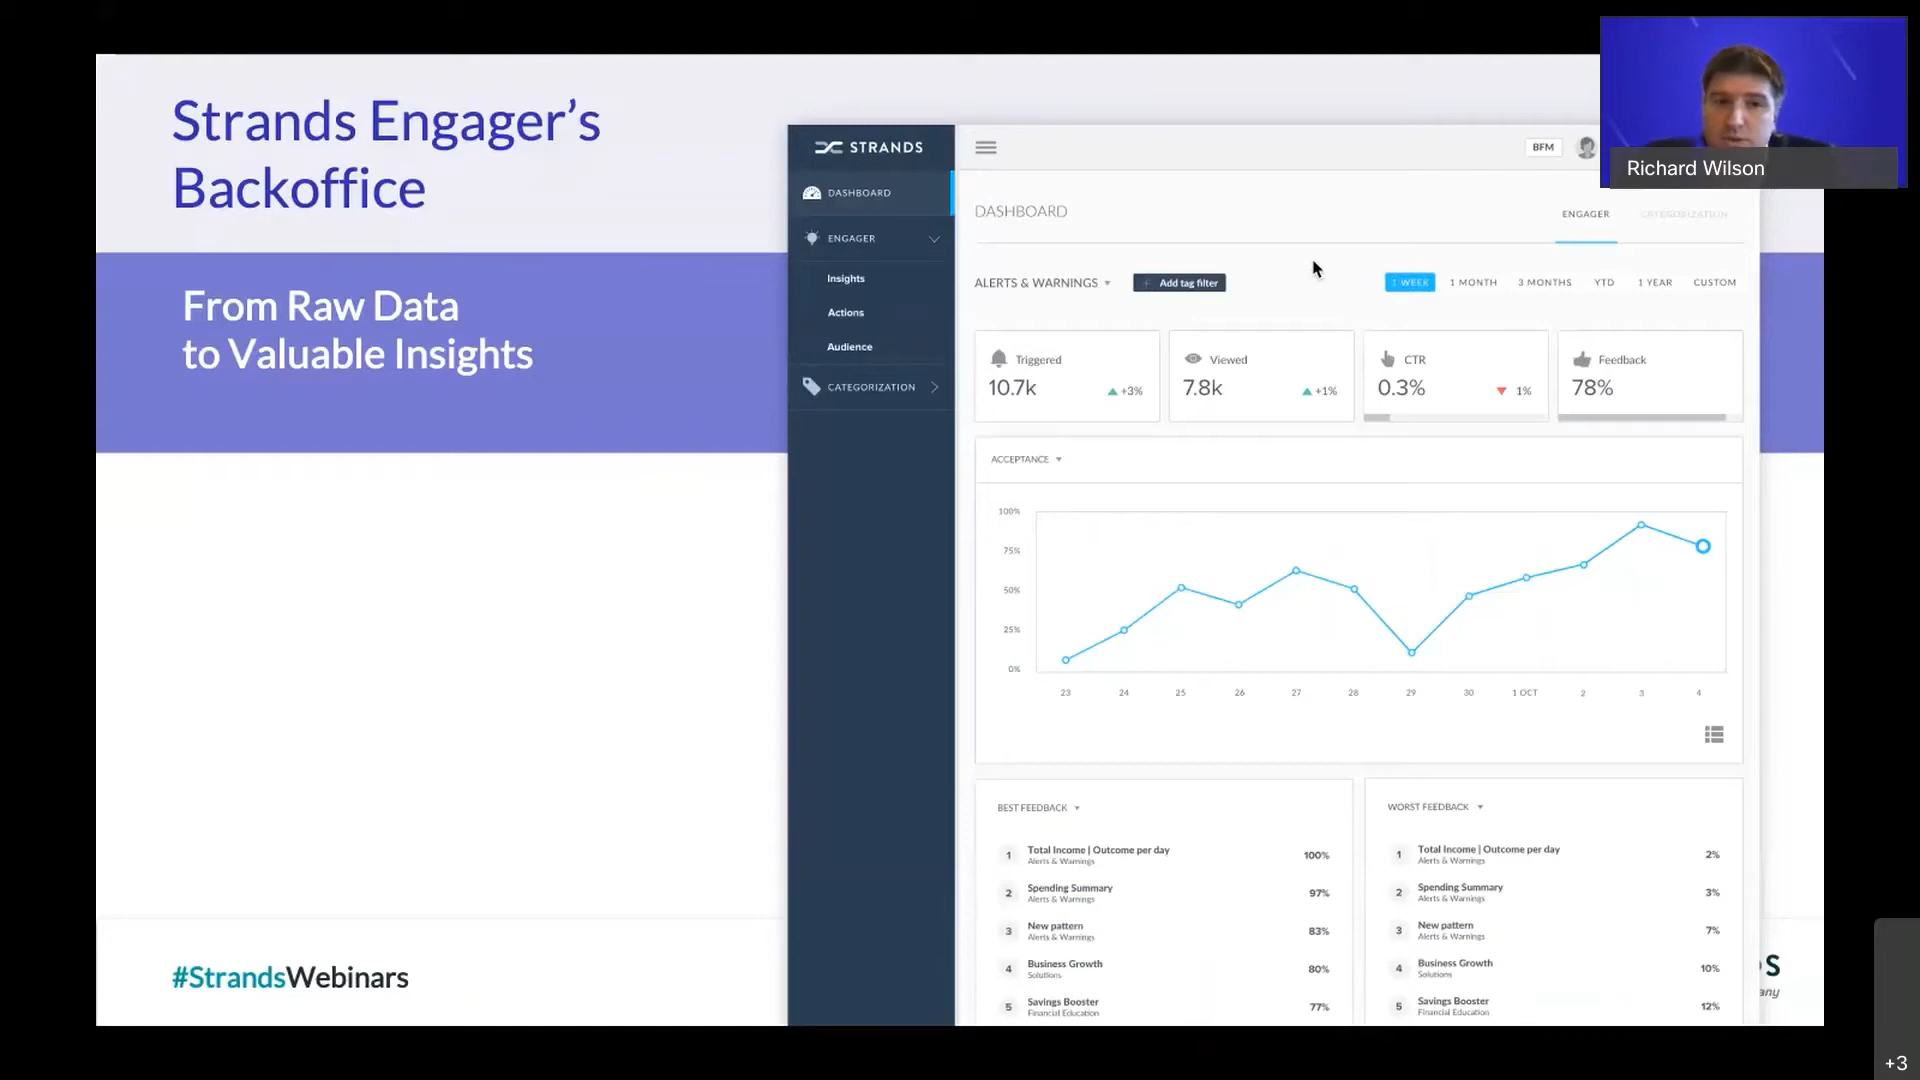 Strands Engager’s
Backoffice
From Raw Data
to Valuable Insights
#StrandsWebinars
STRANDS
DASHBOARD
ENGAGER
Insights
Actions
Audience
CATEGORIZATION
BFM
DASHBOARD
ENGAGER
CATEGORIZATION
ALERTS & WARNINGS
+ Add tag filter
1 WEEK
1 MONTH
3 MONTHS
YTD
1 YEAR
CUSTOM
Triggered
10.7k
+3%
Viewed
7.8k
+1%
CTR
0.3%
1%
Feedback
78%
ACCEPTANCE
100%
75%
50%
25%
0%
23 24 25 26 27 28 29 30 1 OCT 2 3 4
BEST FEEDBACK
1 Total Income | Outcome per day 100%
Alerts & Warnings
2 Spending Summary 97%
Alerts & Warnings
3 New pattern 83%
Alerts & Warnings
4 Business Growth 80%
Solutions
5 Savings Booster 77%
Financial Education
WORST FEEDBACK
1 Total Income | Outcome per day 2%
Alerts & Warnings
2 Spending Summary 3%
Alerts & Warnings
3 New pattern 7%
Alerts & Warnings
4 Business Growth 10%
Solutions
5 Savings Booster 12%
Financial Education
Richard Wilson
+3